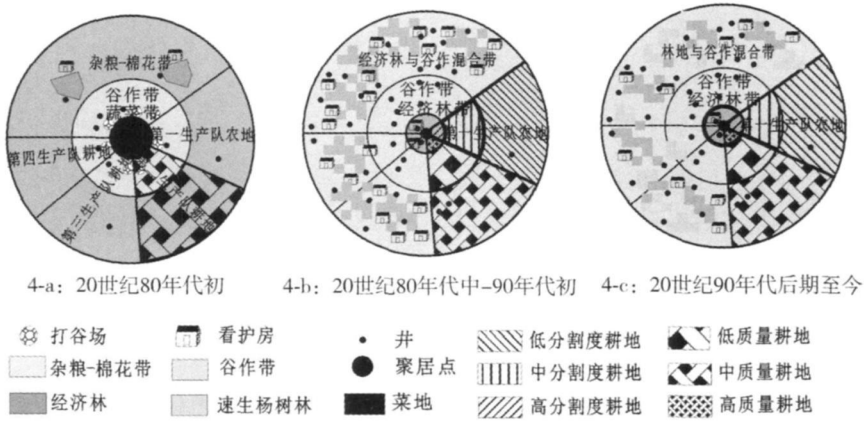 杂粮-棉花带
谷作带
蔬菜带
第一生产队农地
第四生产队耕地
第三生产队耕地
生产队耕地
4-a：20世纪80年代初
经济林与谷作混合带
谷作带
经济林带
第一生产队农地
4-b：20世纪80年代中-90年代初
林地与谷作混合带
谷作带
经济林带
第一生产队农地
4-c：20世纪90年代后期至今
打谷场 看护房 井 低分割度耕地 低质量耕地
杂粮-棉花带 谷作带 聚居点 中分割度耕地 中质量耕地
经济林 速生杨树林 菜地 高分割度耕地 高质量耕地